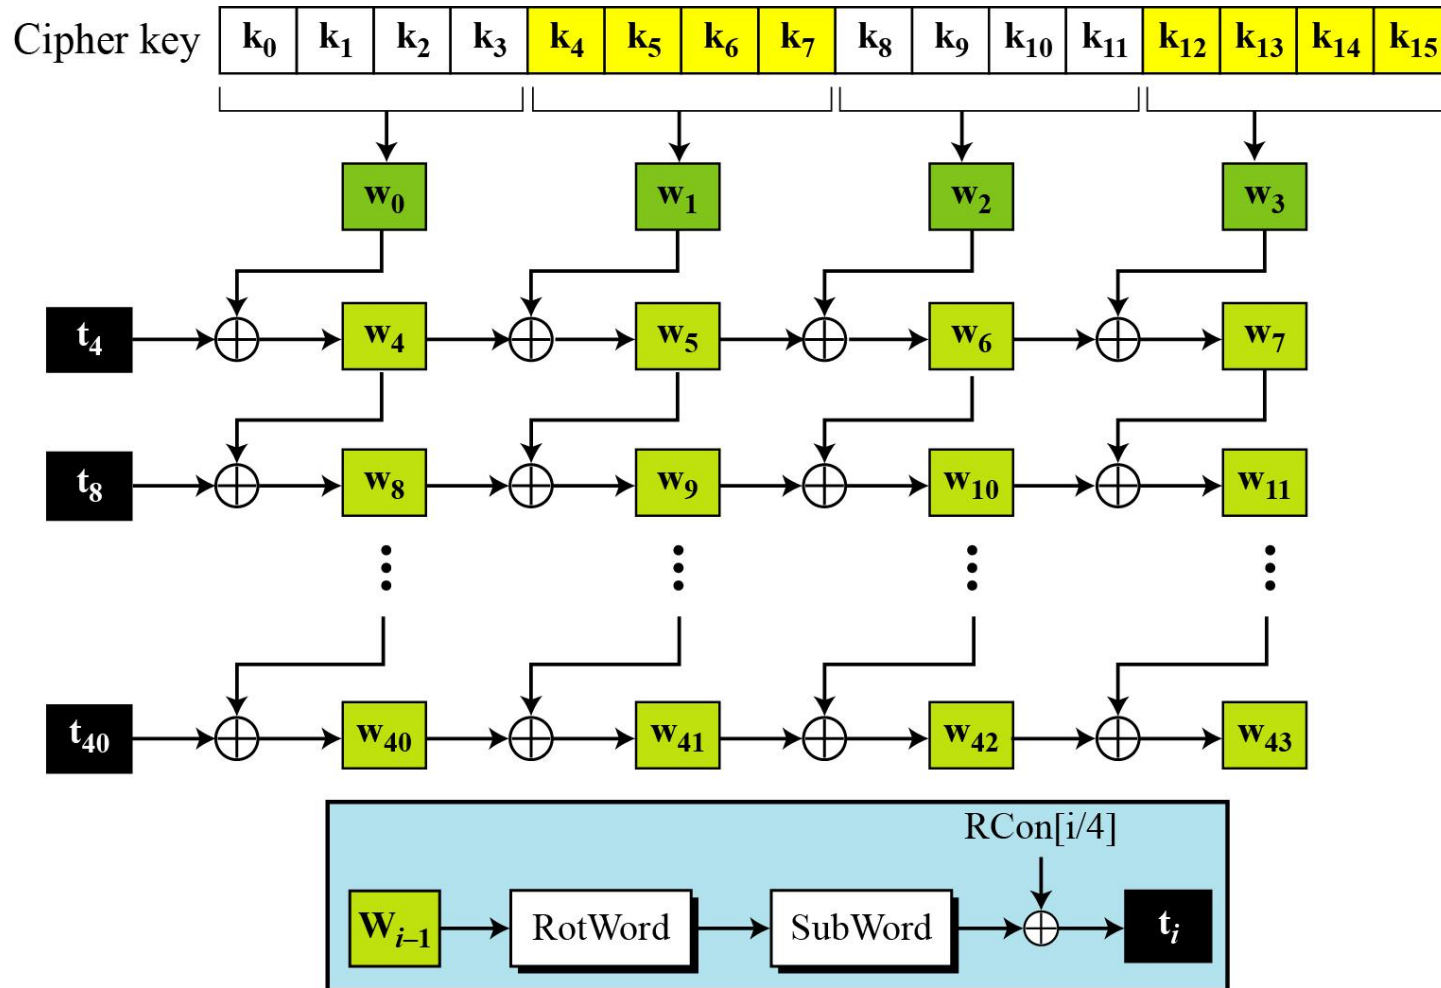 Cipher key k₀ k₁ k₂ k₃ k₄ k₅ k₆ k₇ k₈ k₉ k₁₀ k₁₁ k₁₂ k₁₃ k₁₄ k₁₅
w₀ w₁ w₂ w₃
t₄ w₄ w₅ w₆ w₇
t₈ w₈ w₉ w₁₀ w₁₁
t₄₀ w₄₀ w₄₁ w₄₂ w₄₃
RCon[i/4]
Wᵢ₋₁ RotWord SubWord tᵢ